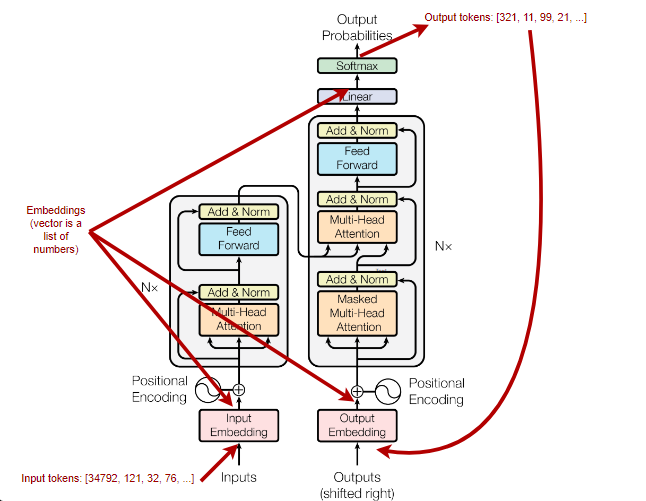 Output
Probabilities
Output tokens: [321, 11, 99, 21, ...]
Softmax
Linear
Add & Norm
Feed
Forward
Add & Norm
Multi-Head
Attention
Nx
Add & Norm
Masked
Multi-Head
Attention
Embeddings
(vector is a
list of
numbers)
Add & Norm
Feed
Forward
Nx
Add & Norm
Multi-Head
Attention
Positional
Encoding
Positional
Encoding
Input
Embedding
Output
Embedding
Input tokens: [34792, 121, 32, 76, ...]
Inputs
Outputs
(shifted right)